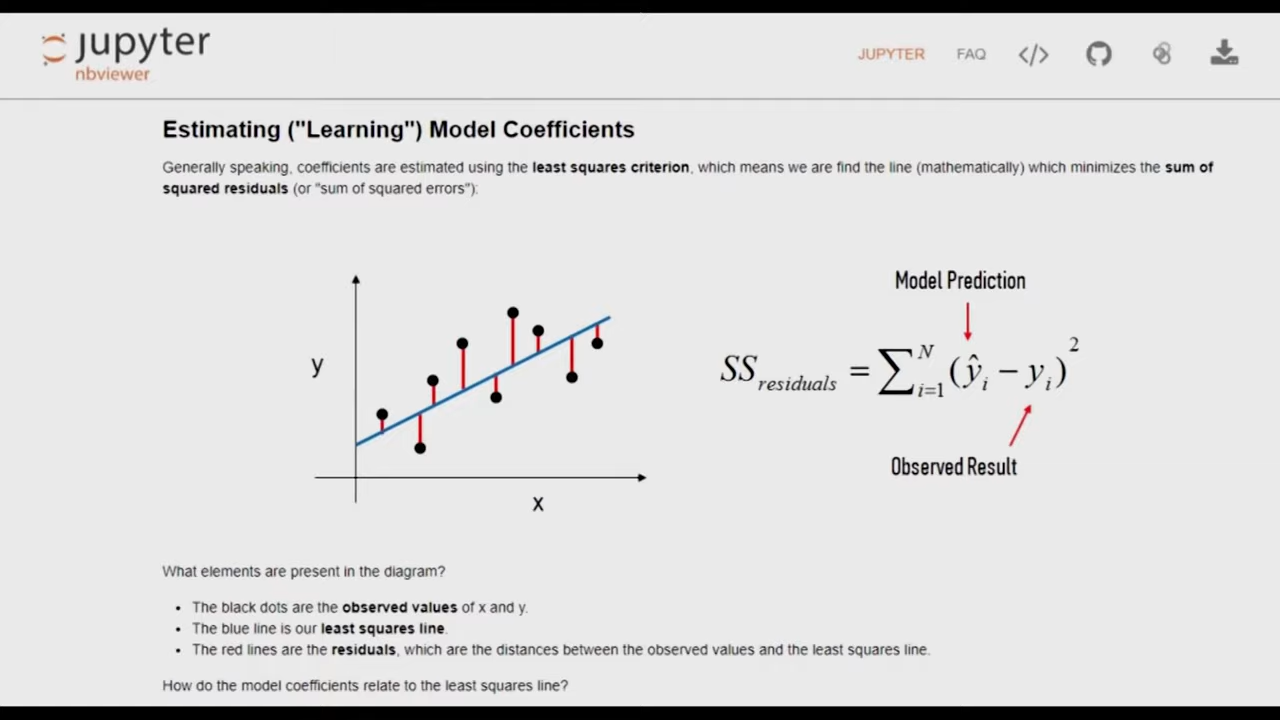 jupyter
nbviewer
JUPYTER FAQ </>
Estimating ("Learning") Model Coefficients
Generally speaking, coefficients are estimated using the least squares criterion, which means we are find the line (mathematically) which minimizes the sum of
squared residuals (or "sum of squared errors"):
Model Prediction
y
SS_residuals = ∑_{i=1}^{N} (ŷ_i − y_i)^2
Observed Result
x
What elements are present in the diagram?
• The black dots are the observed values of x and y.
• The blue line is our least squares line.
• The red lines are the residuals, which are the distances between the observed values and the least squares line.
How do the model coefficients relate to the least squares line?